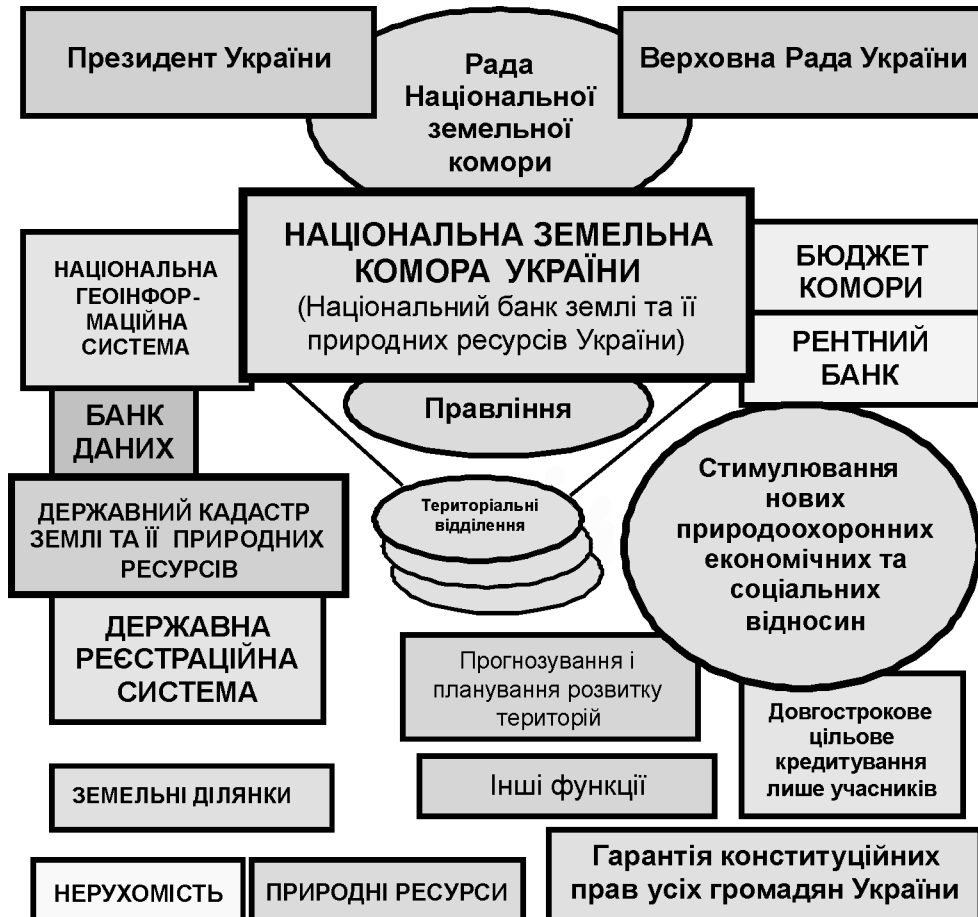 Президент України
Рада
Національної
земельної
комори
Верховна Рада України
НАЦІОНАЛЬНА ЗЕМЕЛЬНА
КОМОРА УКРАЇНИ
(Національний банк землі та її
природних ресурсів України)
НАЦІОНАЛЬНА
ГЕОІНФОР-
МАЦІЙНА
СИСТЕМА
БЮДЖЕТ
КОМОРИ
РЕНТНИЙ
БАНК
Правління
БАНК
ДАНИХ
Територіальні
відділення
Стимулювання
нових
природоохоронних
економічних та
соціальних
відносин
ДЕРЖАВНИЙ КАДАСТР
ЗЕМЛІ ТА ЇЇ ПРИРОДНИХ
РЕСУРСІВ
ДЕРЖАВНА
РЕЄСТРАЦІЙНА
СИСТЕМА
Прогнозування і
планування розвитку
територій
Довгострокове
цільове
кредитування
лише учасників
Інші функції
ЗЕМЕЛЬНІ ДІЛЯНКИ
Гарантія конституційних
прав усіх громадян України
НЕРУХОМІСТЬ
ПРИРОДНІ РЕСУРСИ